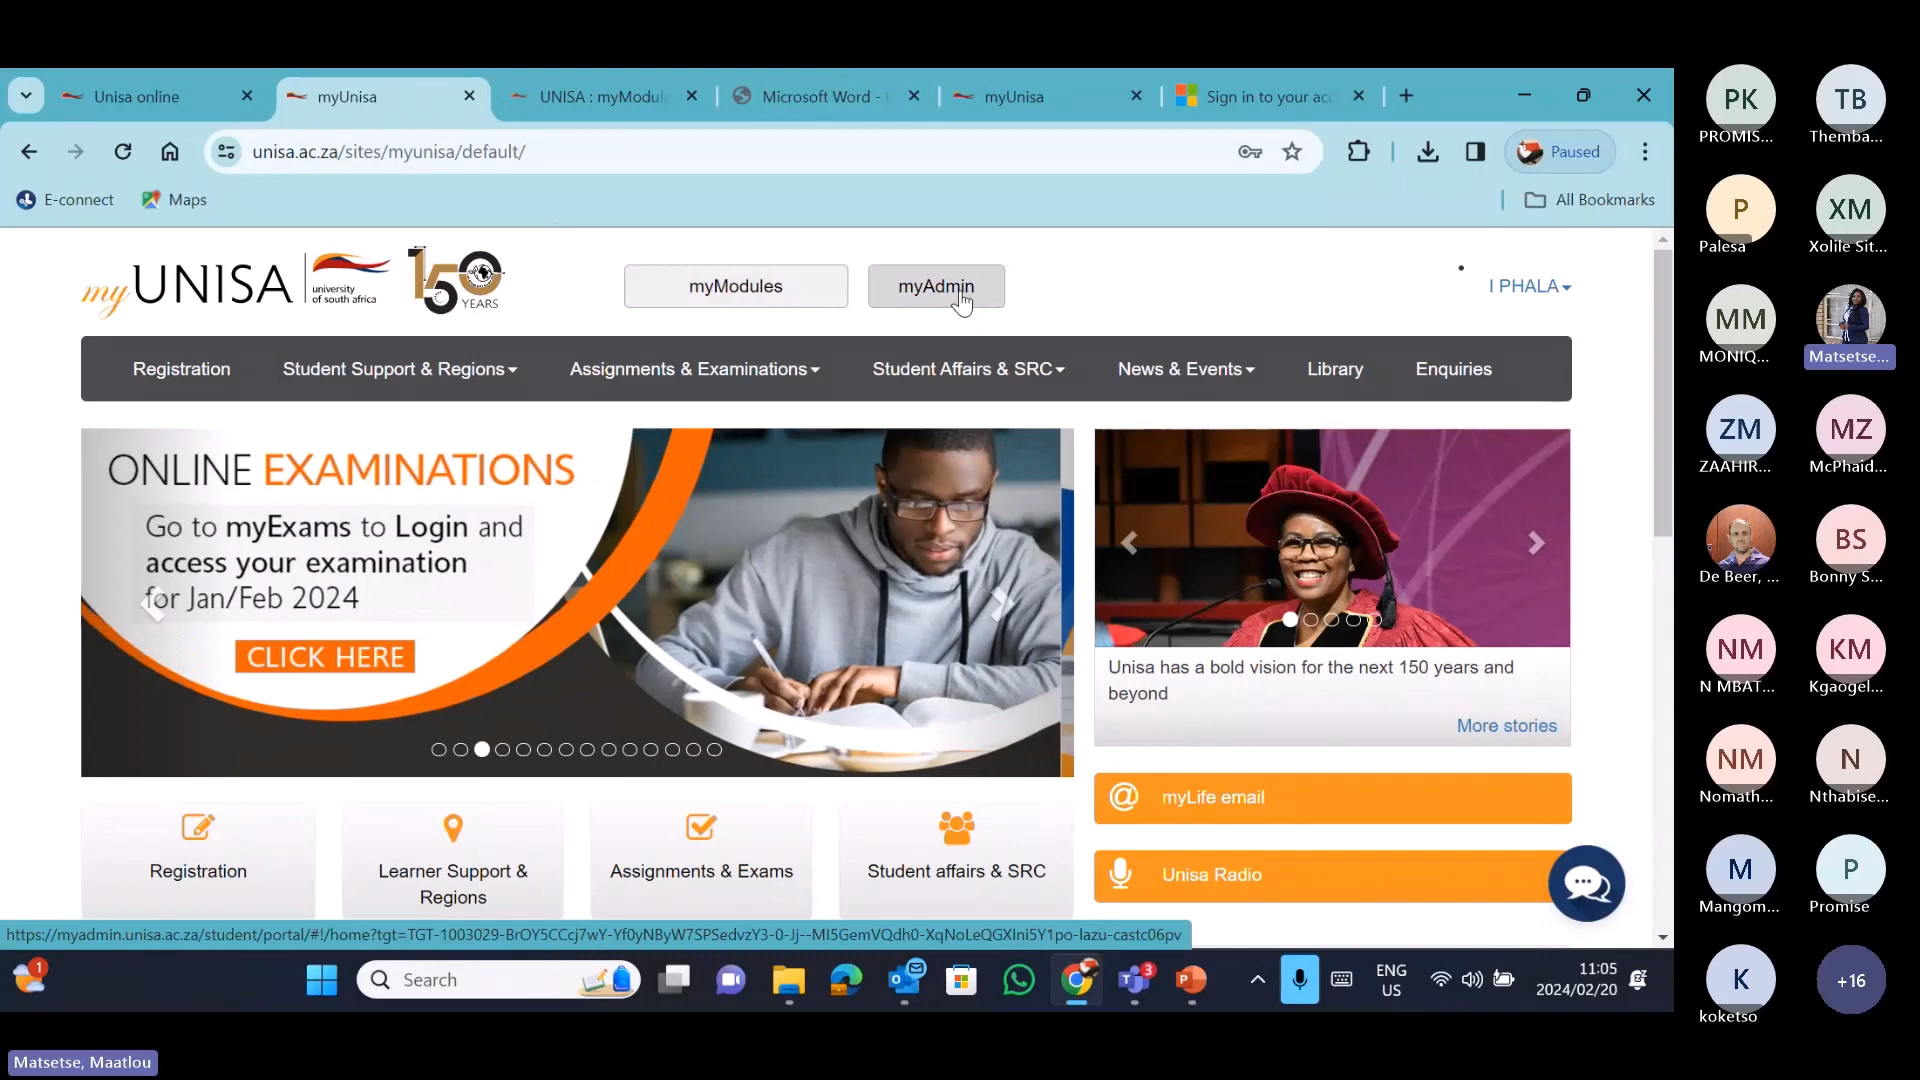 Unisa online
myUnisa
UNISA : myModul
Microsoft Word -
myUnisa
Sign in to your acc
unisa.ac.za/sites/myunisa/default/
Paused
E-connect
Maps
All Bookmarks
myUNISA
university
of south africa
150
YEARS
myModules
myAdmin
I PHALA
Registration
Student Support & Regions
Assignments & Examinations
Student Affairs & SRC
News & Events
Library
Enquiries
ONLINE EXAMINATIONS
Go to myExams to Login and
access your examination
for Jan/Feb 2024
CLICK HERE
Unisa has a bold vision for the next 150 years and
beyond
More stories
@ myLife email
Unisa Radio
Registration
Learner Support &
Regions
Assignments & Exams
Student affairs & SRC
https://myadmin.unisa.ac.za/student/portal/#!/home?tgt=TGT-1003029-BrOY5CCcj7wY-Yf0yNByW7SPSedvzY3-0-Jj--MI5GemVQdh0-XqNoLeQGXIni5Y1po-lazu-castc06pv
1
Search
3
ENG
US
11:05
2024/02/20
Matsetse, Maatlou
PK
PROMIS...
TB
Themba...
P
Palesa
XM
Xolile Sit...
MM
MONIQ...
Matsetse...
ZM
ZAAHIR...
MZ
McPhaid...
De Beer, ...
BS
Bonny S...
NM
N MBAT...
KM
Kgaogel...
NM
Nomath...
N
Nthabise...
M
Mangom...
P
Promise
K
koketso
+16